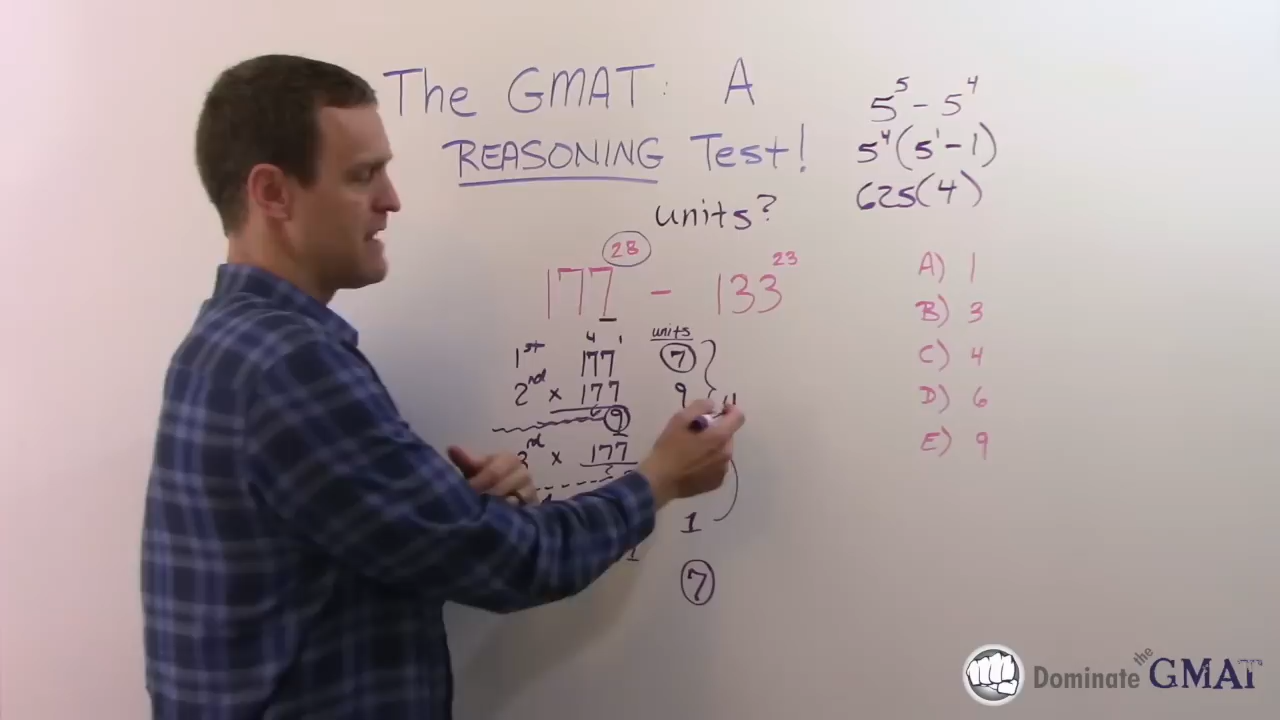 The GMAT: A
REASONING Test!
units?
177^28 - 133^23
units
4 1
1st 177 7
2nd × 177 9
9
× 177
1
7
5^5 - 5^4
5^4(5^1 - 1)
625(4)
A) 1
B) 3
C) 4
D) 6
E) 9
Dominate the GMAT